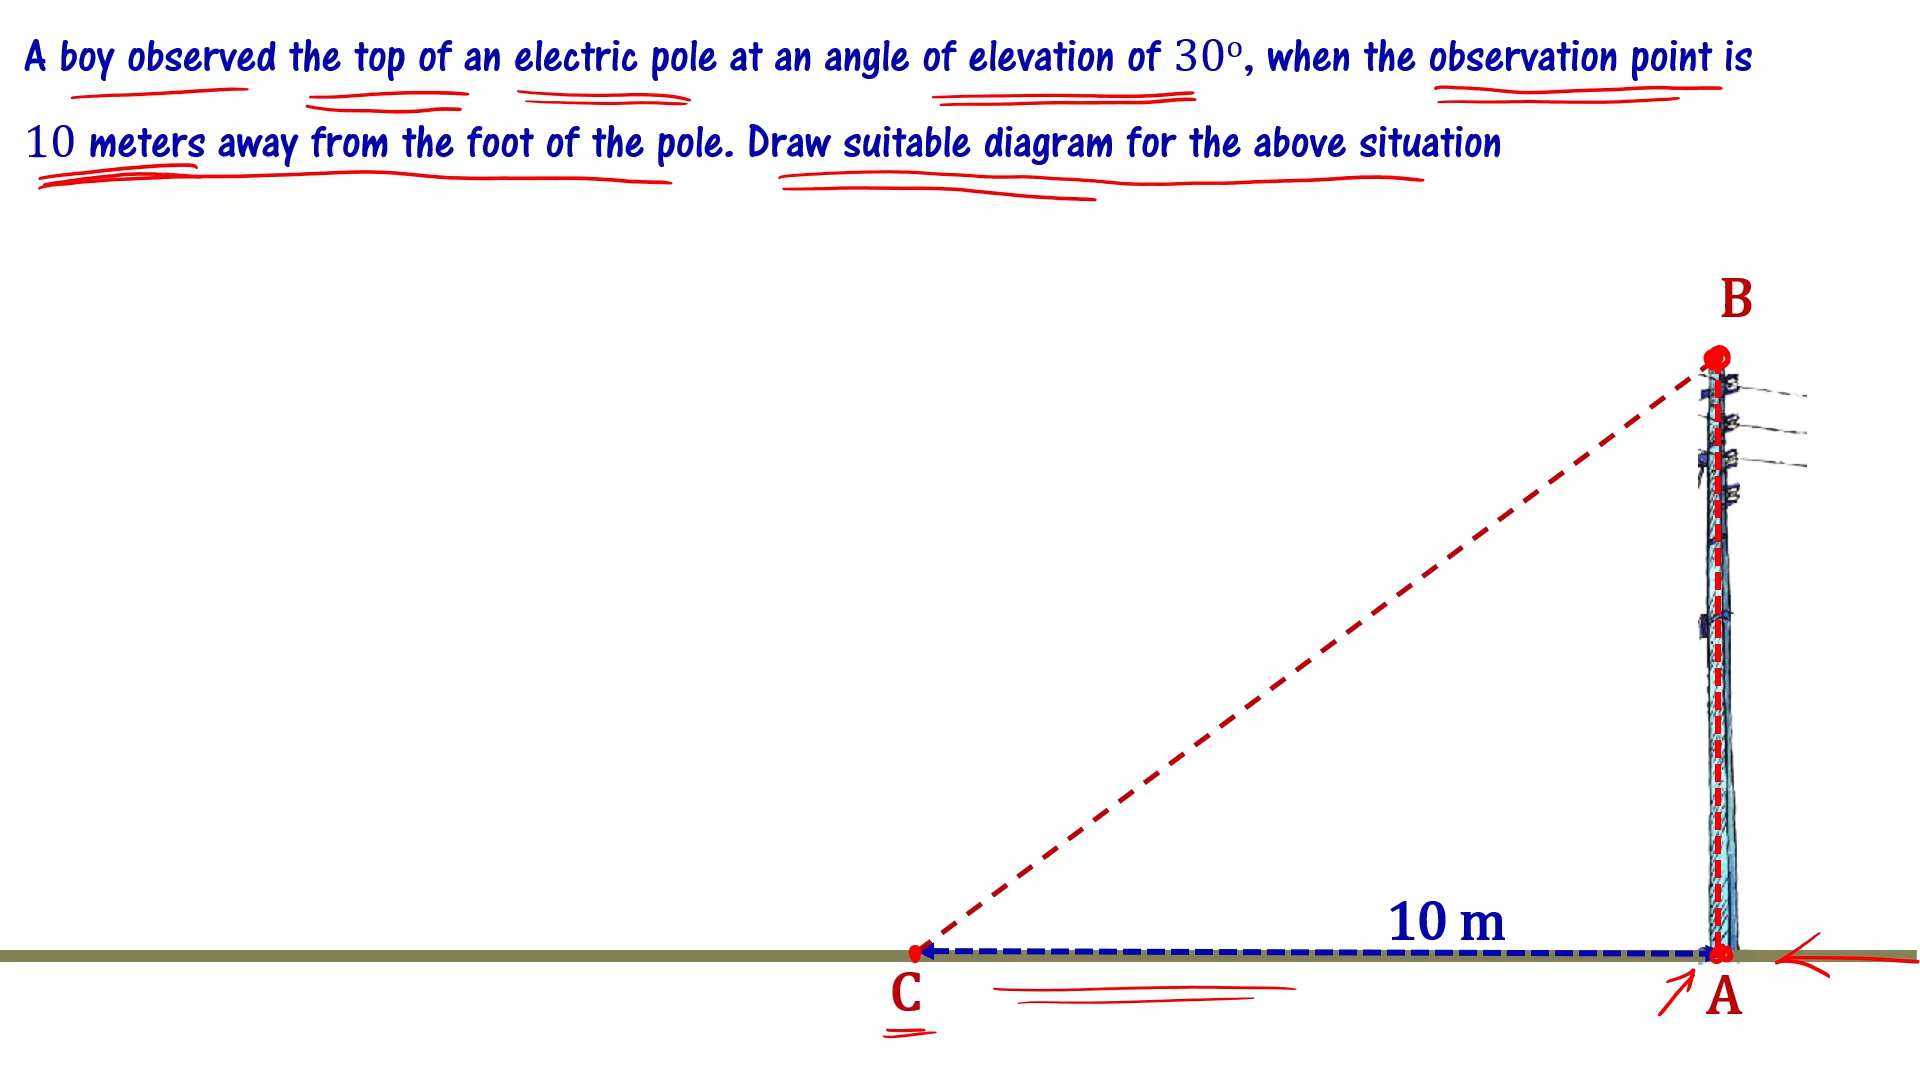 A boy observed the top of an electric pole at an angle of elevation of 30º, when the observation point is
10 meters away from the foot of the pole. Draw suitable diagram for the above situation
B
10 m
C
A